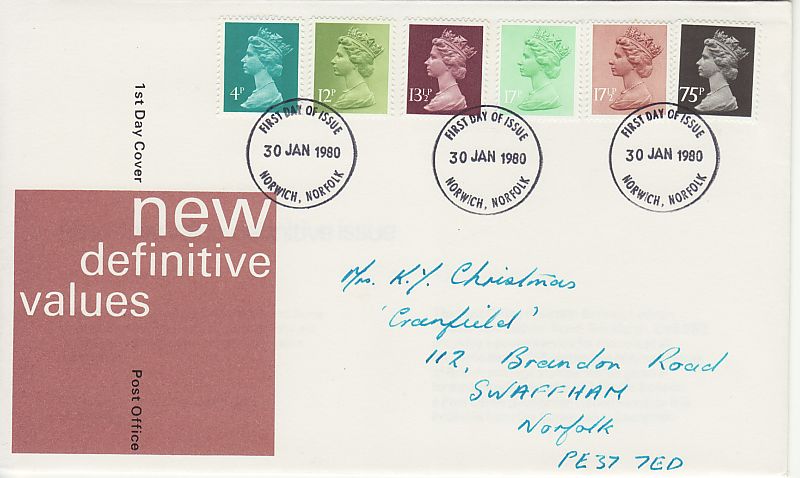 4P
12P
13½P
17P
17½P
75P
FIRST DAY OF ISSUE
30 JAN 1980
NORWICH, NORFOLK
FIRST DAY OF ISSUE
30 JAN 1980
NORWICH, NORFOLK
FIRST DAY OF ISSUE
30 JAN 1980
NORWICH, NORFOLK
1st Day Cover
new
definitive
values
Post Office
Mrs. K.Y. Christmas
'Cranfield'
112, Brandon Road
SWAFFHAM
Norfolk
PE37 7ED